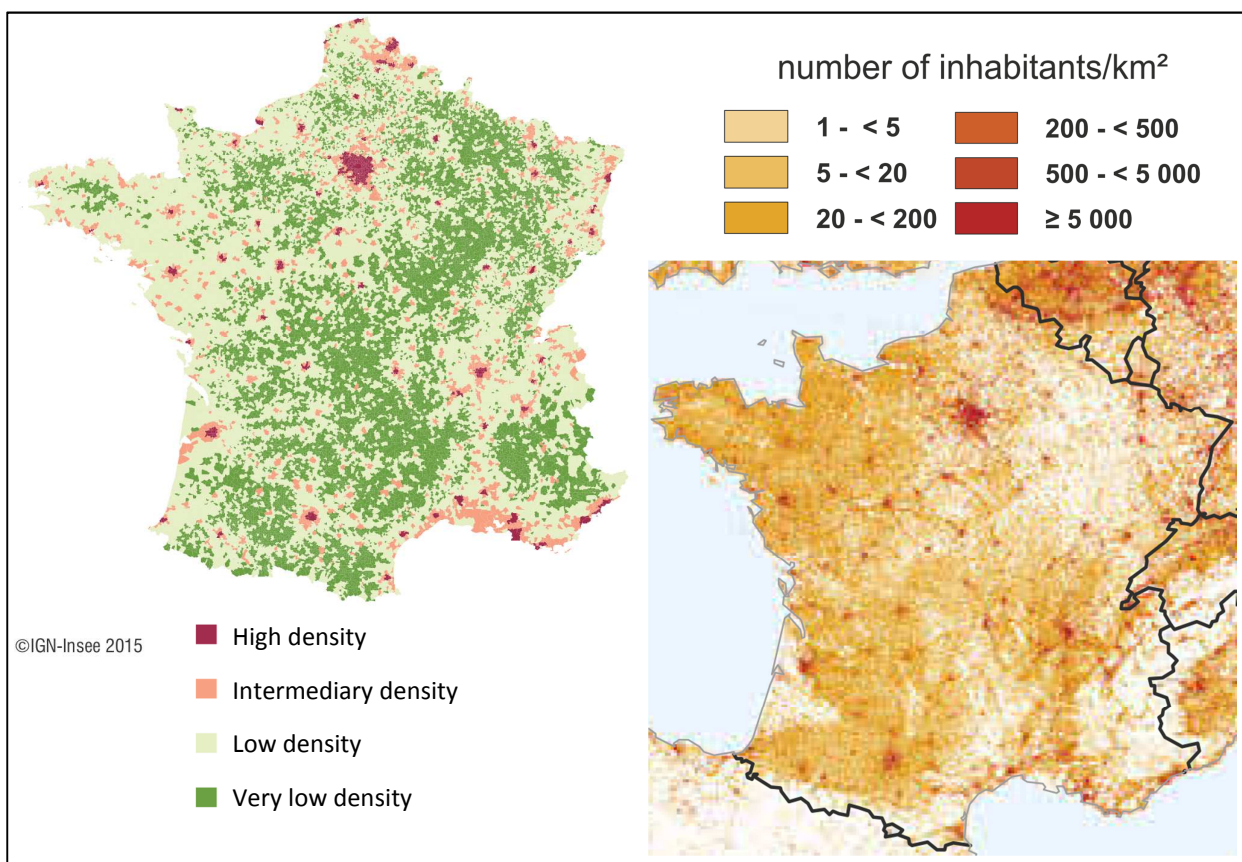 number of inhabitants/km²
1 - < 5
200 - < 500
5 - < 20
500 - < 5 000
20 - < 200
≥ 5 000
©IGN-Insee 2015
High density
Intermediary density
Low density
Very low density